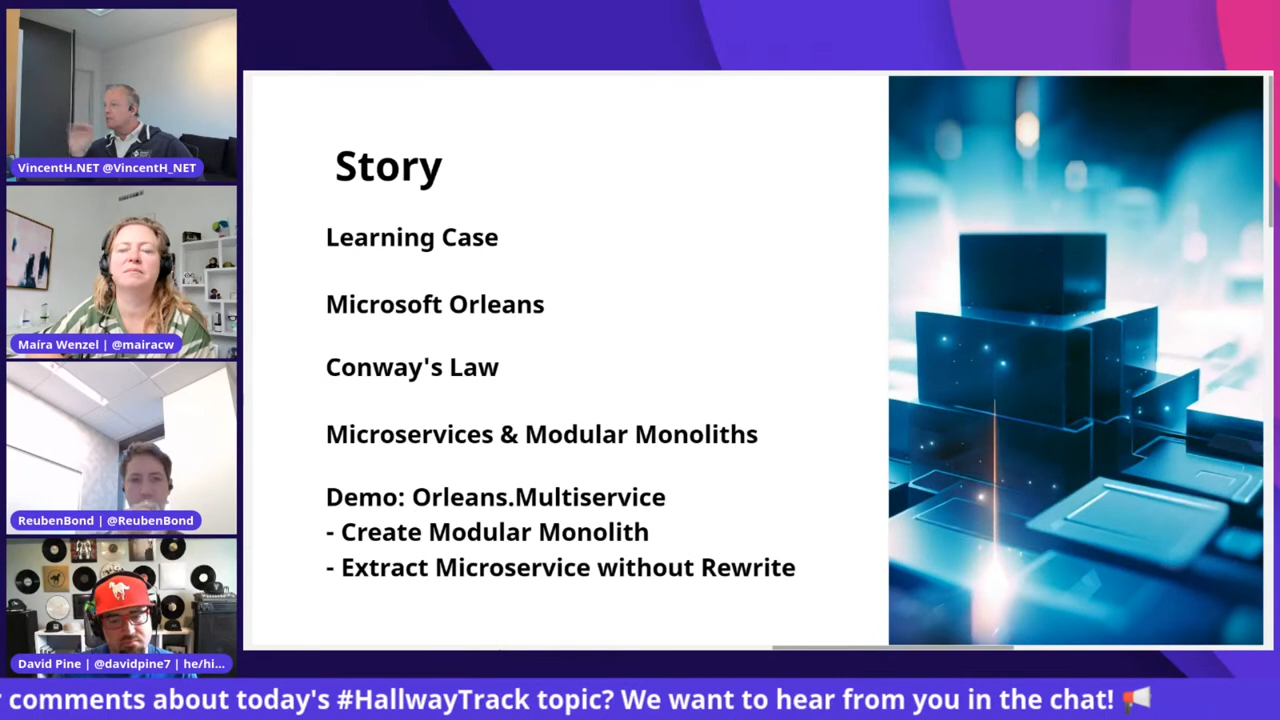 VincentH.NET @VincentH_NET
Maíra Wenzel | @mairacw
ReubenBond | @ReubenBond
David Pine | @davidpine7 | he/hi...
Story
Learning Case
Microsoft Orleans
Conway's Law
Microservices & Modular Monoliths
Demo: Orleans.Multiservice
- Create Modular Monolith
- Extract Microservice without Rewrite
comments about today's #HallwayTrack topic? We want to hear from you in the chat! 📢